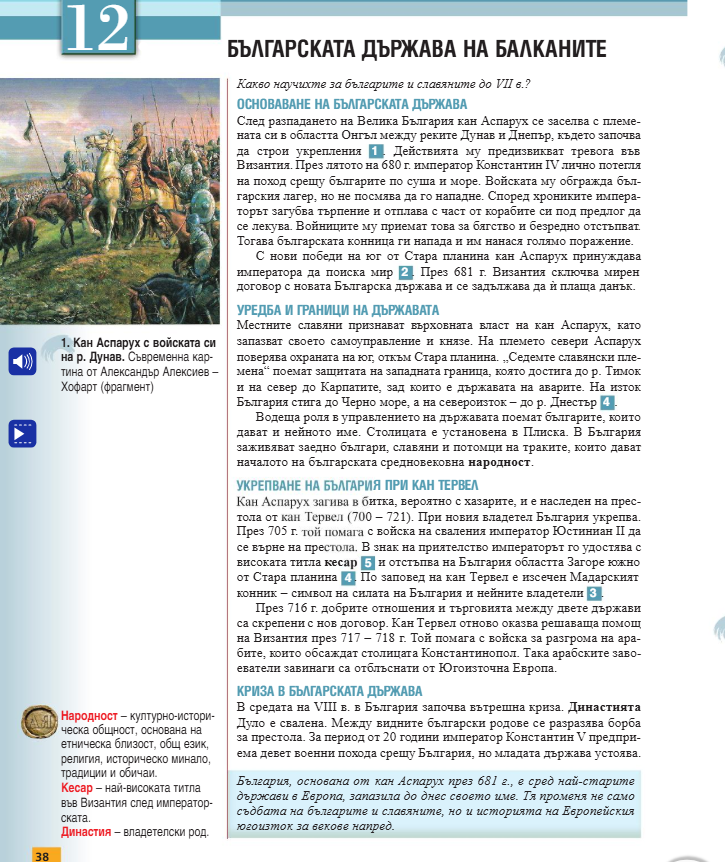 12
БЪЛГАРСКАТА ДЪРЖАВА НА БАЛКАНИТЕ
Какво научихте за българите и славяните до VII в.?
ОСНОВАВАНЕ НА БЪЛГАРСКАТА ДЪРЖАВА
След разпадането на Велика България кан Аспарух се заселва с племе-
ната си в областта Онгъл между реките Дунав и Днепър, където започва
да строи укрепления 1. Действията му предизвикват тревога във
Византия. През лятото на 680 г. император Константин IV лично потегля
на поход срещу българите по суша и море. Войската му обгражда бъл-
гарския лагер, но не посмява да го нападне. Според хрониките импера-
торът загубва търпение и отплава с част от корабите си под предлог да
се лекува. Войниците му приемат това за бягство и безредно отстъпват.
Тогава българската конница ги напада и им нанася голямо поражение.
С нови победи на юг от Стара планина кан Аспарух принуждава
императора да поиска мир 2. През 681 г. Византия сключва мирен
договор с новата Българска държава и се задължава да ѝ плаща данък.
УРЕДБА И ГРАНИЦИ НА ДЪРЖАВАТА
Местните славяни признават върховната власт на кан Аспарух, като
запазват своето самоуправление и князе. На племето севери Аспарух
поверява охраната на юг, откъм Стара планина. „Седемте славянски пле-
мена“ поемат защитата на западната граница, която достига до р. Тимок
и на север до Карпатите, зад които е държавата на аварите. На изток
България стига до Черно море, а на североизток – до р. Днестър 4.
Водеща роля в управлението на държавата поемат българите, които
дават и нейното име. Столицата е установена в Плиска. В България
заживяват заедно българи, славяни и потомци на траките, които дават
началото на българската средновековна народност.
УКРЕПВАНЕ НА БЪЛГАРИЯ ПРИ КАН ТЕРВЕЛ
Кан Аспарух загива в битка, вероятно с хазарите, и е наследен на прес-
тола от кан Тервел (700 – 721). При новия владетел България укрепва.
През 705 г. той помага с войска на сваления император Юстиниан II да
се върне на престола. В знак на приятелство императорът го удостоява с
високата титла кесар 5 и отстъпва на България областта Загоре южно
от Стара планина 4. По заповед на кан Тервел е изсечен Мадарският
конник – символ на силата на България и нейните владетели 3.
През 716 г. добрите отношения и търговията между двете държави
са скрепени с нов договор. Кан Тервел отново оказва решаваща помощ
на Византия през 717 – 718 г. Той помага с войска за разгрома на ара-
бите, които обсаждат столицата Константинопол. Така арабските заво-
еватели завинаги са отблъснати от Югоизточна Европа.
КРИЗА В БЪЛГАРСКАТА ДЪРЖАВА
В средата на VIII в. в България започва вътрешна криза. Династията
Дуло е свалена. Между видните български родове се разразява борба
за престола. За период от 20 години император Константин V предпри-
ема девет военни похода срещу България, но младата държава устоява.
България, основана от кан Аспарух през 681 г., е сред най-старите
държави в Европа, запазила до днес своето име. Тя променя не само
съдбата на българите и славяните, но и историята на Европейския
югоизток за векове напред.
1. Кан Аспарух с войската си
на р. Дунав. Съвременна кар-
тина от Александър Алексиев –
Хофарт (фрагмент)
Народност – културно-истори-
ческа общност, основана на
етническа близост, общ език,
религия, историческо минало,
традиции и обичаи.
Кесар – най-високата титла
във Византия след император-
ската.
Династия – владетелски род.
38